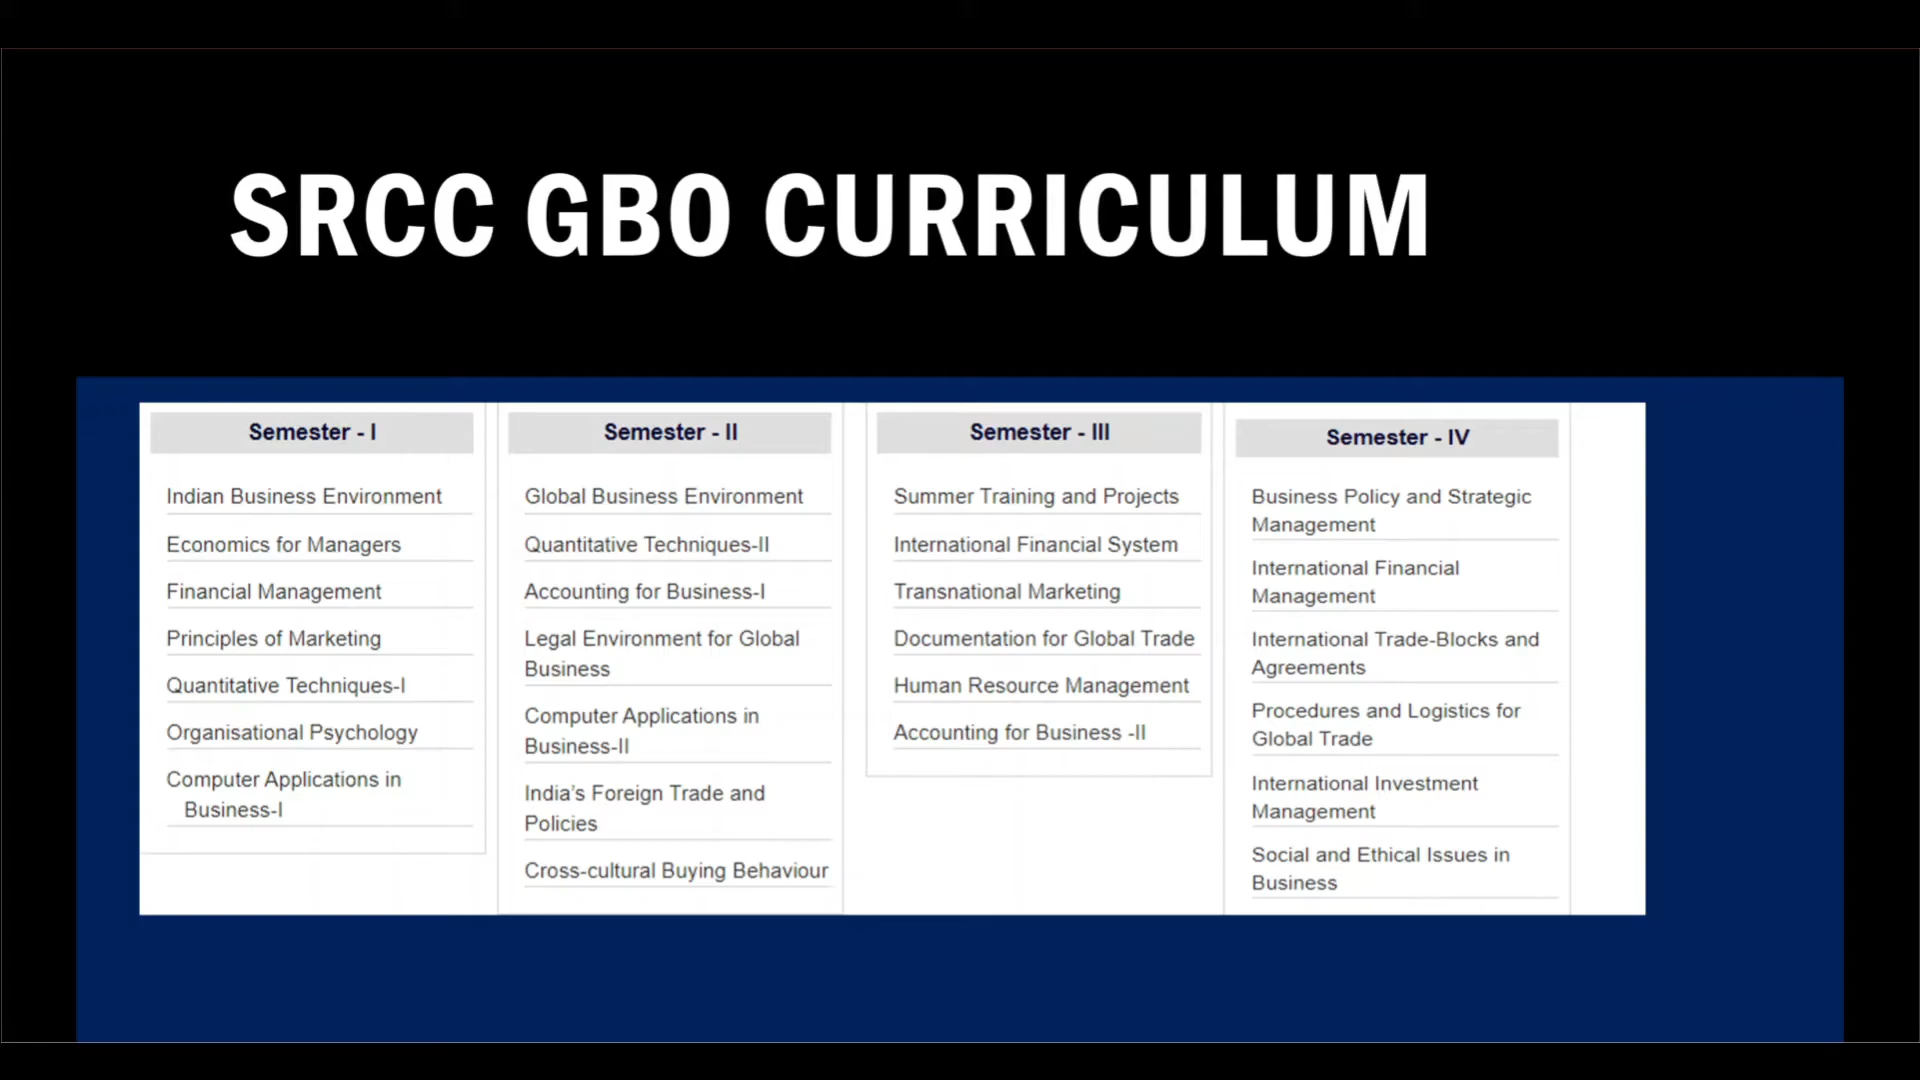 SRCC GBO CURRICULUM
Semester - I
Indian Business Environment
Economics for Managers
Financial Management
Principles of Marketing
Quantitative Techniques-I
Organisational Psychology
Computer Applications in
Business-I
Semester - II
Global Business Environment
Quantitative Techniques-II
Accounting for Business-I
Legal Environment for Global
Business
Computer Applications in
Business-II
India’s Foreign Trade and
Policies
Cross-cultural Buying Behaviour
Semester - III
Summer Training and Projects
International Financial System
Transnational Marketing
Documentation for Global Trade
Human Resource Management
Accounting for Business -II
Semester - IV
Business Policy and Strategic
Management
International Financial
Management
International Trade-Blocks and
Agreements
Procedures and Logistics for
Global Trade
International Investment
Management
Social and Ethical Issues in
Business